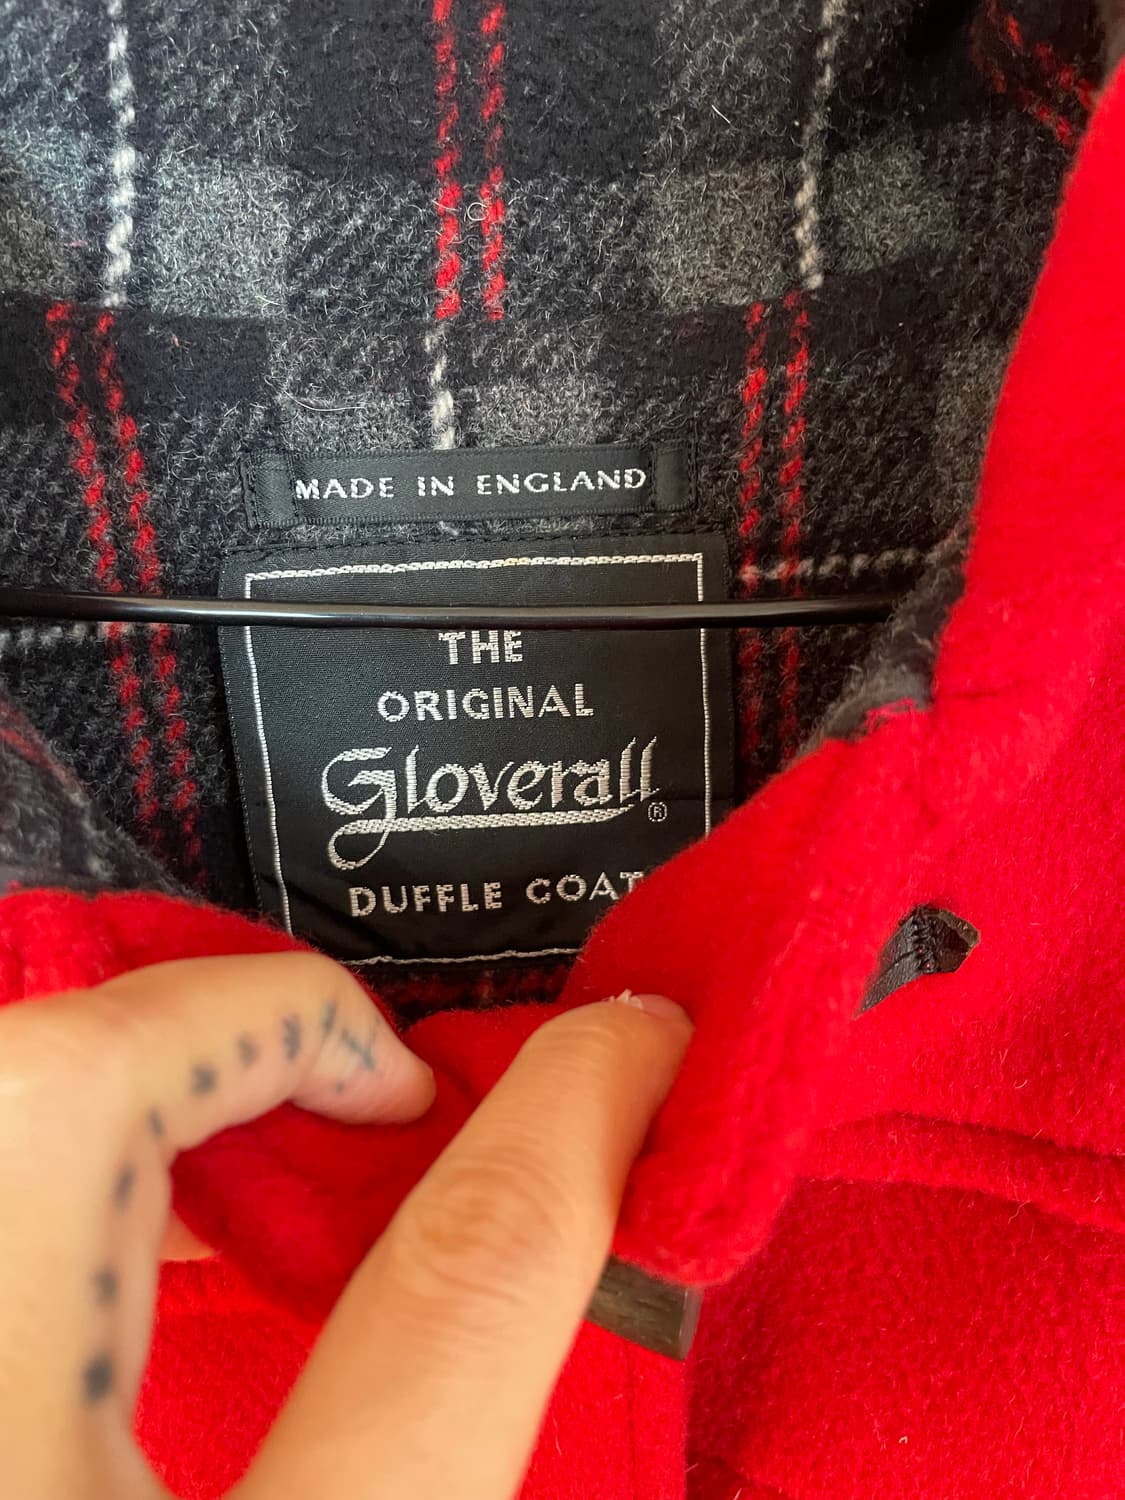 MADE IN ENGLAND
THE
ORIGINAL
Gloverall®
DUFFLE COAT